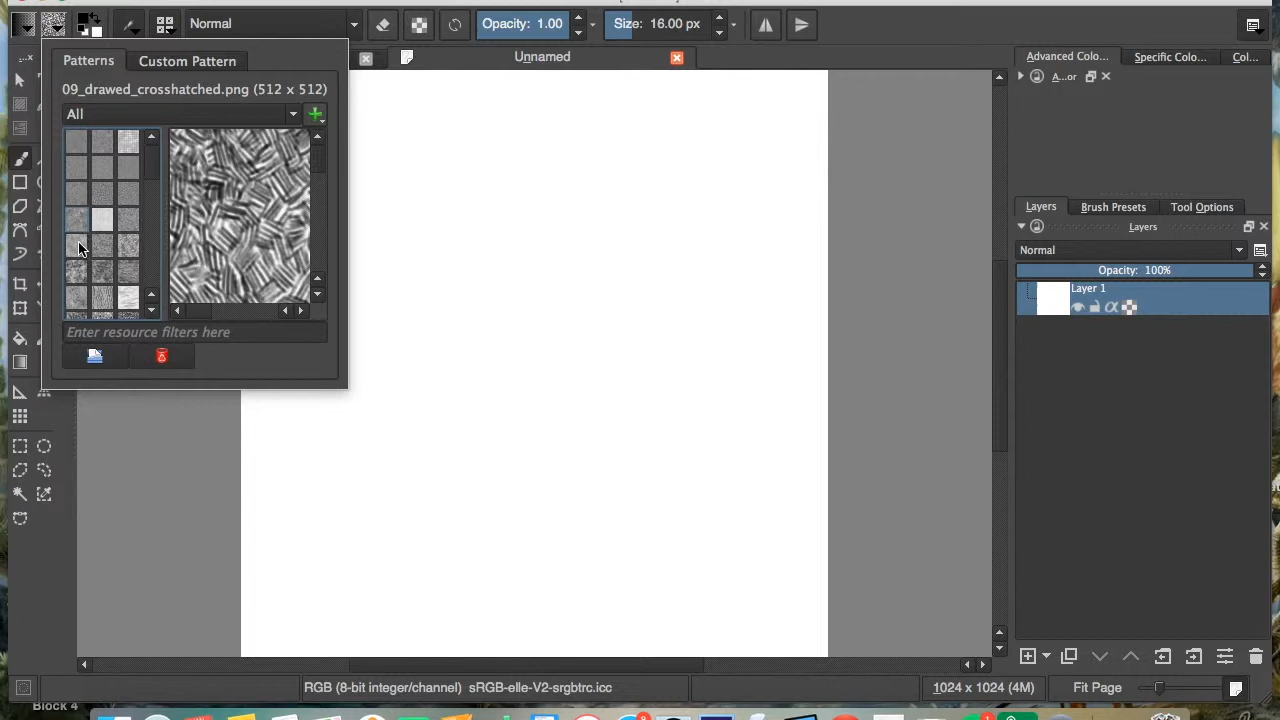 Normal
Opacity: 1.00
Size: 16.00 px
Patterns
Custom Pattern
Unnamed
Advanced Colo...
Specific Colo...
Col...
09_drawed_crosshatched.png (512 x 512)
A...or
All
Layers
Brush Presets
Tool Options
Layers
Normal
Opacity: 100%
Layer 1
Enter resource filters here
RGB (8-bit integer/channel) sRGB-elle-V2-srgbtrc.icc
1024 x 1024 (4M)
Fit Page
Block 4